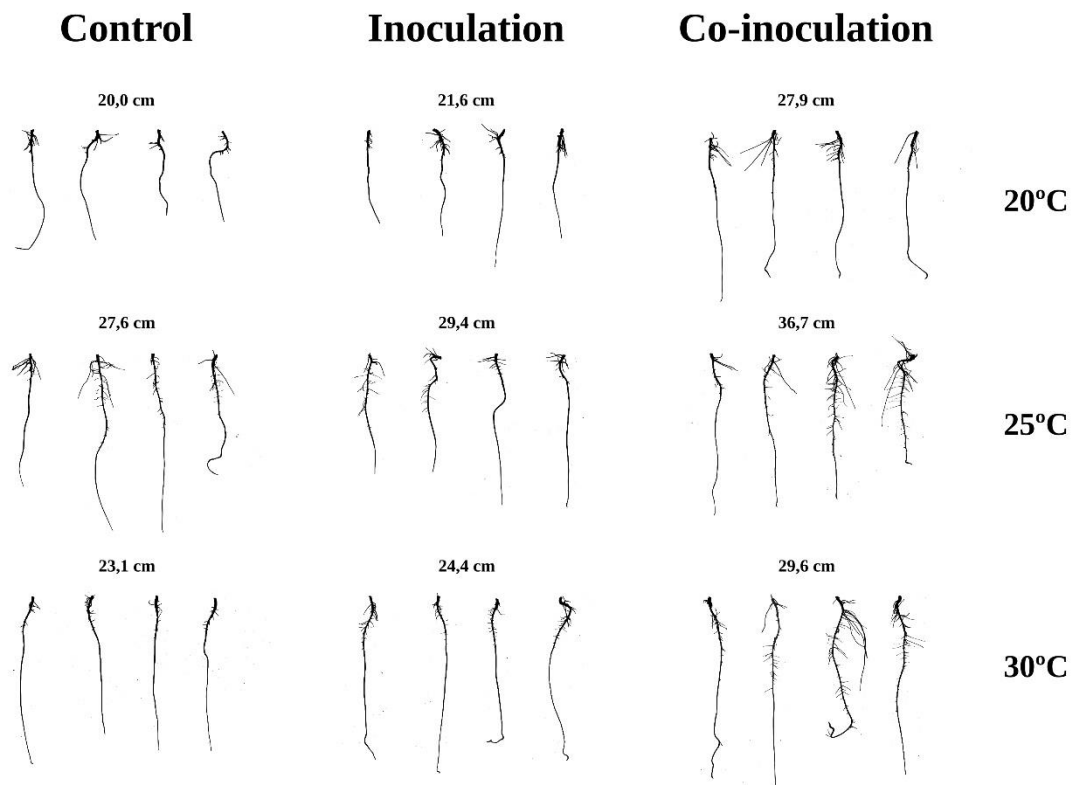 Control Inoculation Co-inoculation
20,0 cm 21,6 cm 27,9 cm
20ºC
27,6 cm 29,4 cm 36,7 cm
25ºC
23,1 cm 24,4 cm 29,6 cm
30ºC